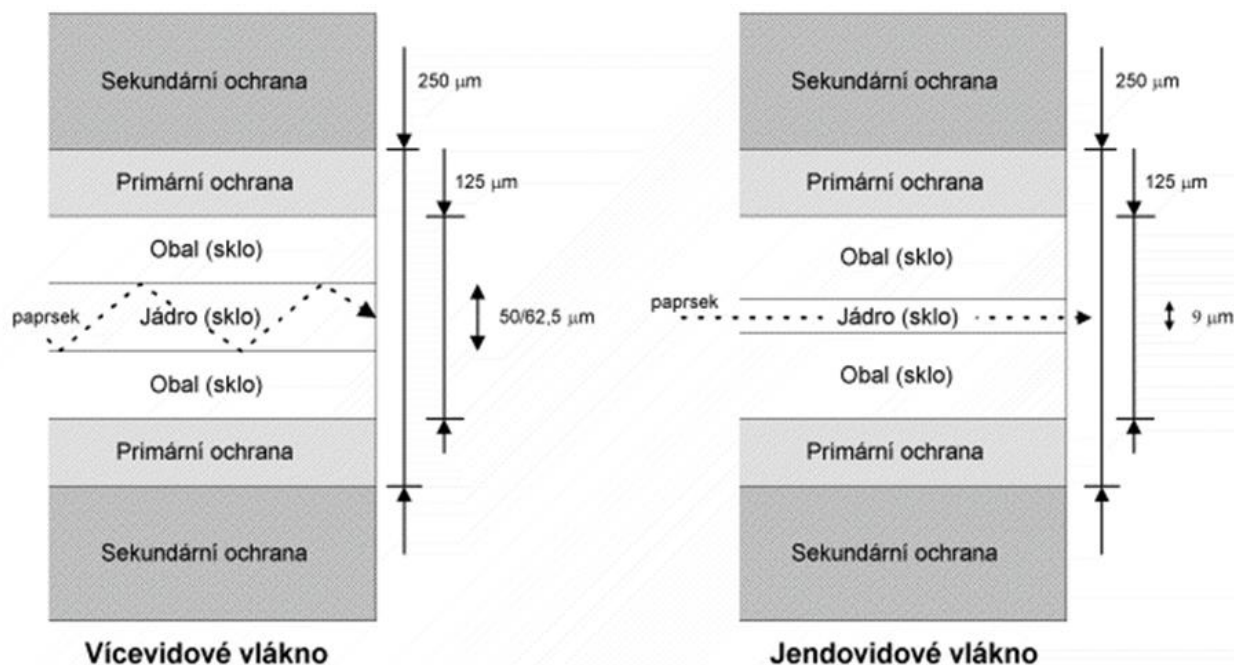 Sekundární ochrana
250 μm
Primární ochrana
125 μm
Obal (sklo)
paprsek
Jádro (sklo)
50/62,5 μm
Obal (sklo)
Primární ochrana
Sekundární ochrana
Vícevidové vlákno
Sekundární ochrana
250 μm
Primární ochrana
125 μm
Obal (sklo)
paprsek
Jádro (sklo)
9 μm
Obal (sklo)
Primární ochrana
Sekundární ochrana
Jendovidové vlákno